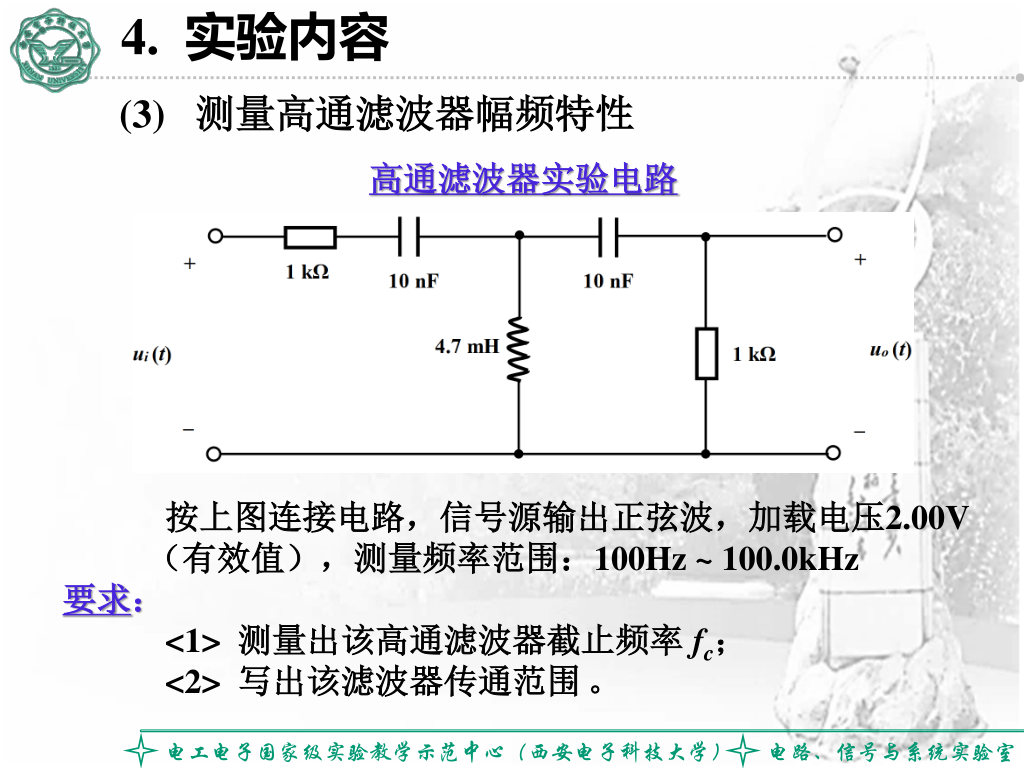 4. 实验内容
(3) 测量高通滤波器幅频特性
高通滤波器实验电路
+ 1 kΩ 10 nF 10 nF +
ui (t) 4.7 mH 1 kΩ uo (t)
− −
按上图连接电路，信号源输出正弦波，加载电压2.00V
（有效值），测量频率范围：100Hz ~ 100.0kHz
要求：
<1> 测量出该高通滤波器截止频率 fc；
<2> 写出该滤波器传通范围 。
电工电子国家级实验教学示范中心（西安电子科技大学） 电路、信号与系统实验室